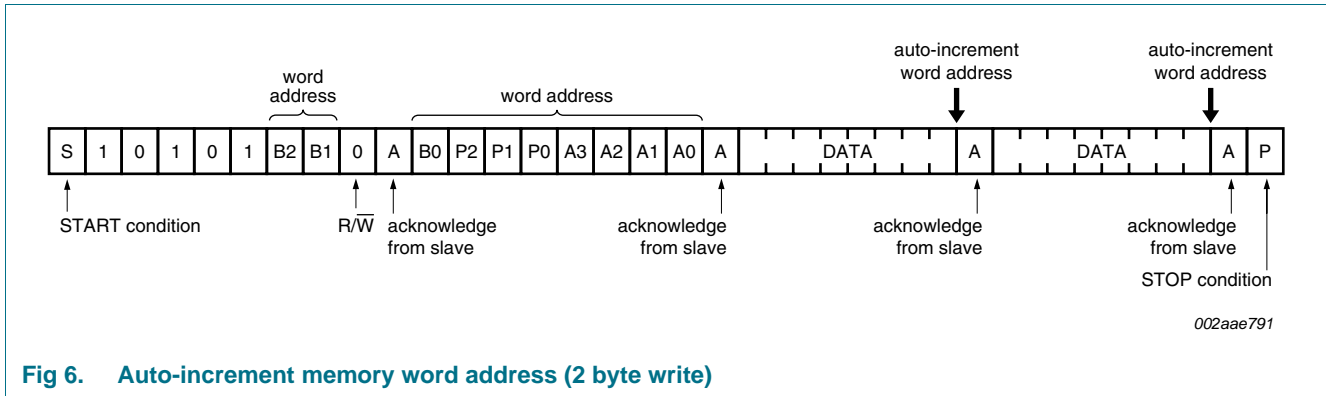 auto-increment
word address
auto-increment
word address
word
address
word address
S 1 0 1 0 1 B2 B1 0 A B0 P2 P1 P0 A3 A2 A1 A0 A DATA A DATA A P
START condition
R/W̅
acknowledge
from slave
acknowledge
from slave
acknowledge
from slave
acknowledge
from slave
STOP condition
002aae791
Fig 6. Auto-increment memory word address (2 byte write)